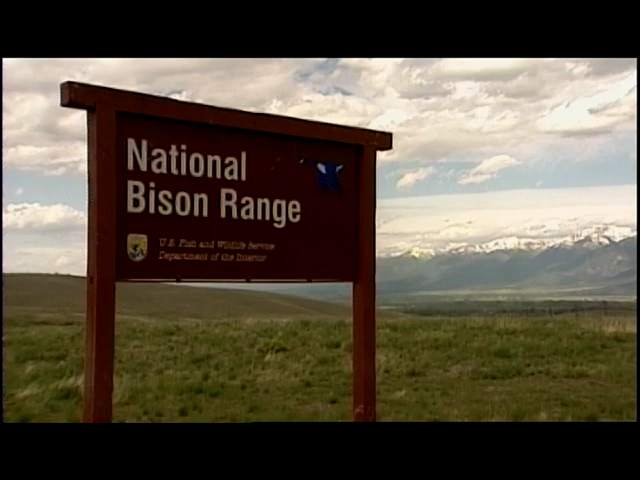 National
Bison Range
U.S. Fish and Wildlife Service
Department of the Interior